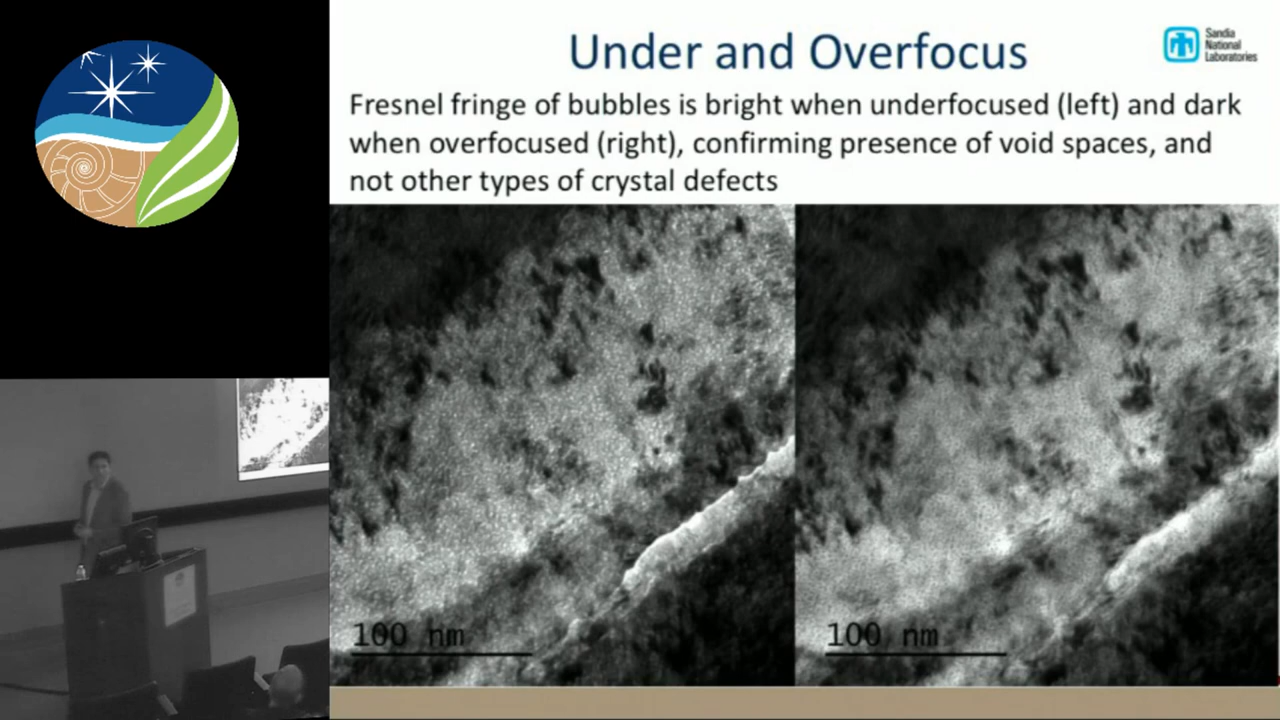 Under and Overfocus
Sandia
National
Laboratories
Fresnel fringe of bubbles is bright when underfocused (left) and dark
when overfocused (right), confirming presence of void spaces, and
not other types of crystal defects
100 nm
100 nm